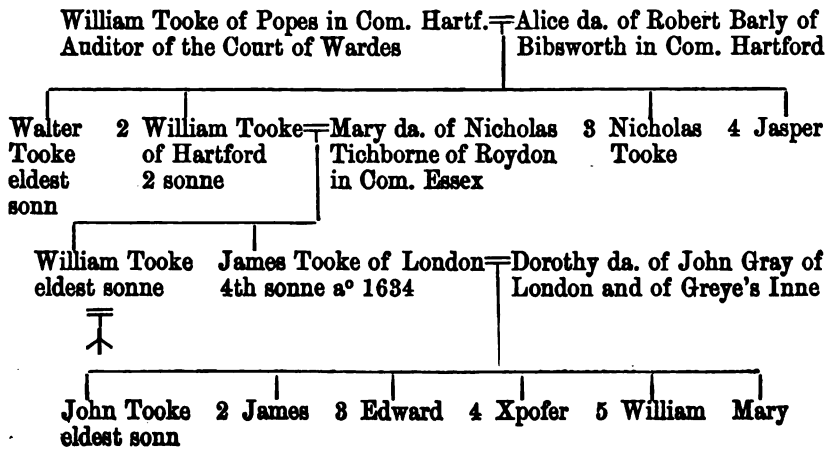 William Tooke of Popes in Com. Hartf.=Alice da. of Robert Barly of
Auditor of the Court of Wardes Bibsworth in Com. Hartford
Walter 2 William Tooke=Mary da. of Nicholas 3 Nicholas 4 Jasper
Tooke of Hartford Tichborne of Roydon Tooke
eldest 2 sonne in Com. Essex
sonn
William Tooke James Tooke of London=Dorothy da. of John Gray of
eldest sonne 4th sonne aº 1634 London and of Greye's Inne
John Tooke 2 James 3 Edward 4 Xpofer 5 William Mary
eldest sonn